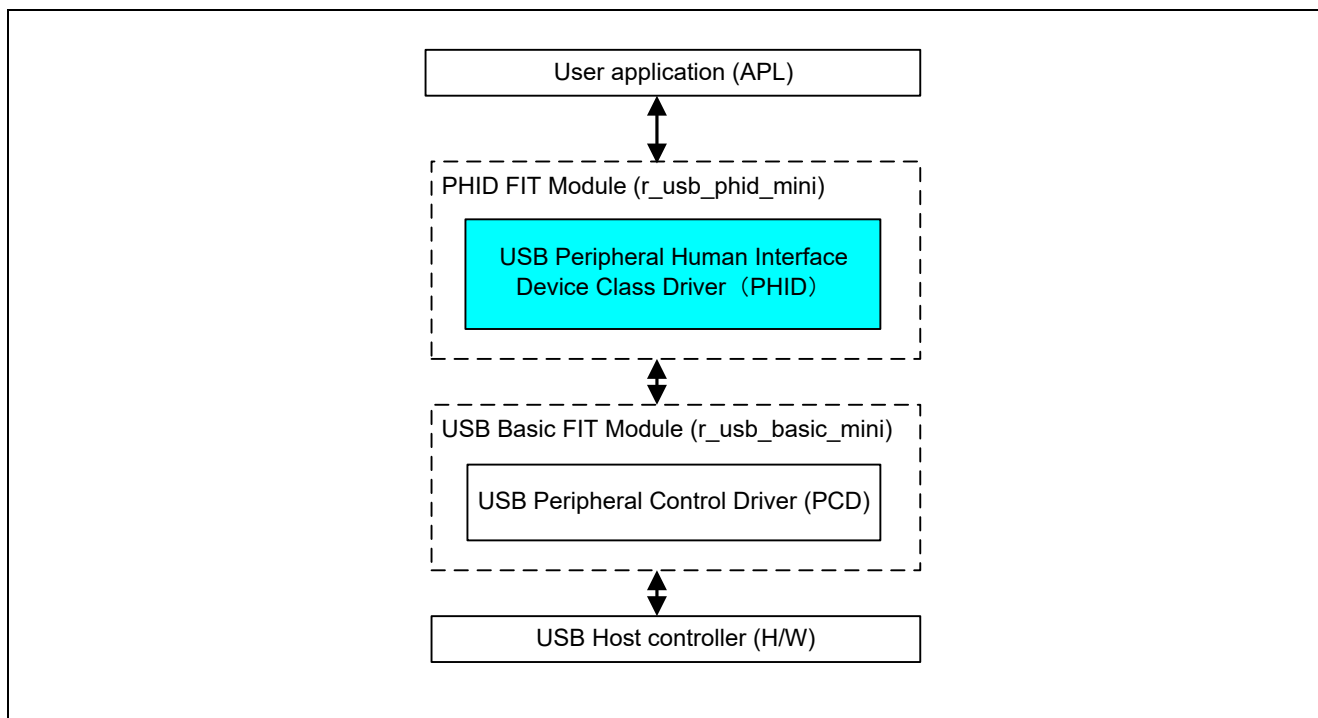 User application (APL)
PHID FIT Module (r_usb_phid_mini)
USB Peripheral Human Interface
Device Class Driver（PHID）
USB Basic FIT Module (r_usb_basic_mini)
USB Peripheral Control Driver (PCD)
USB Host controller (H/W)